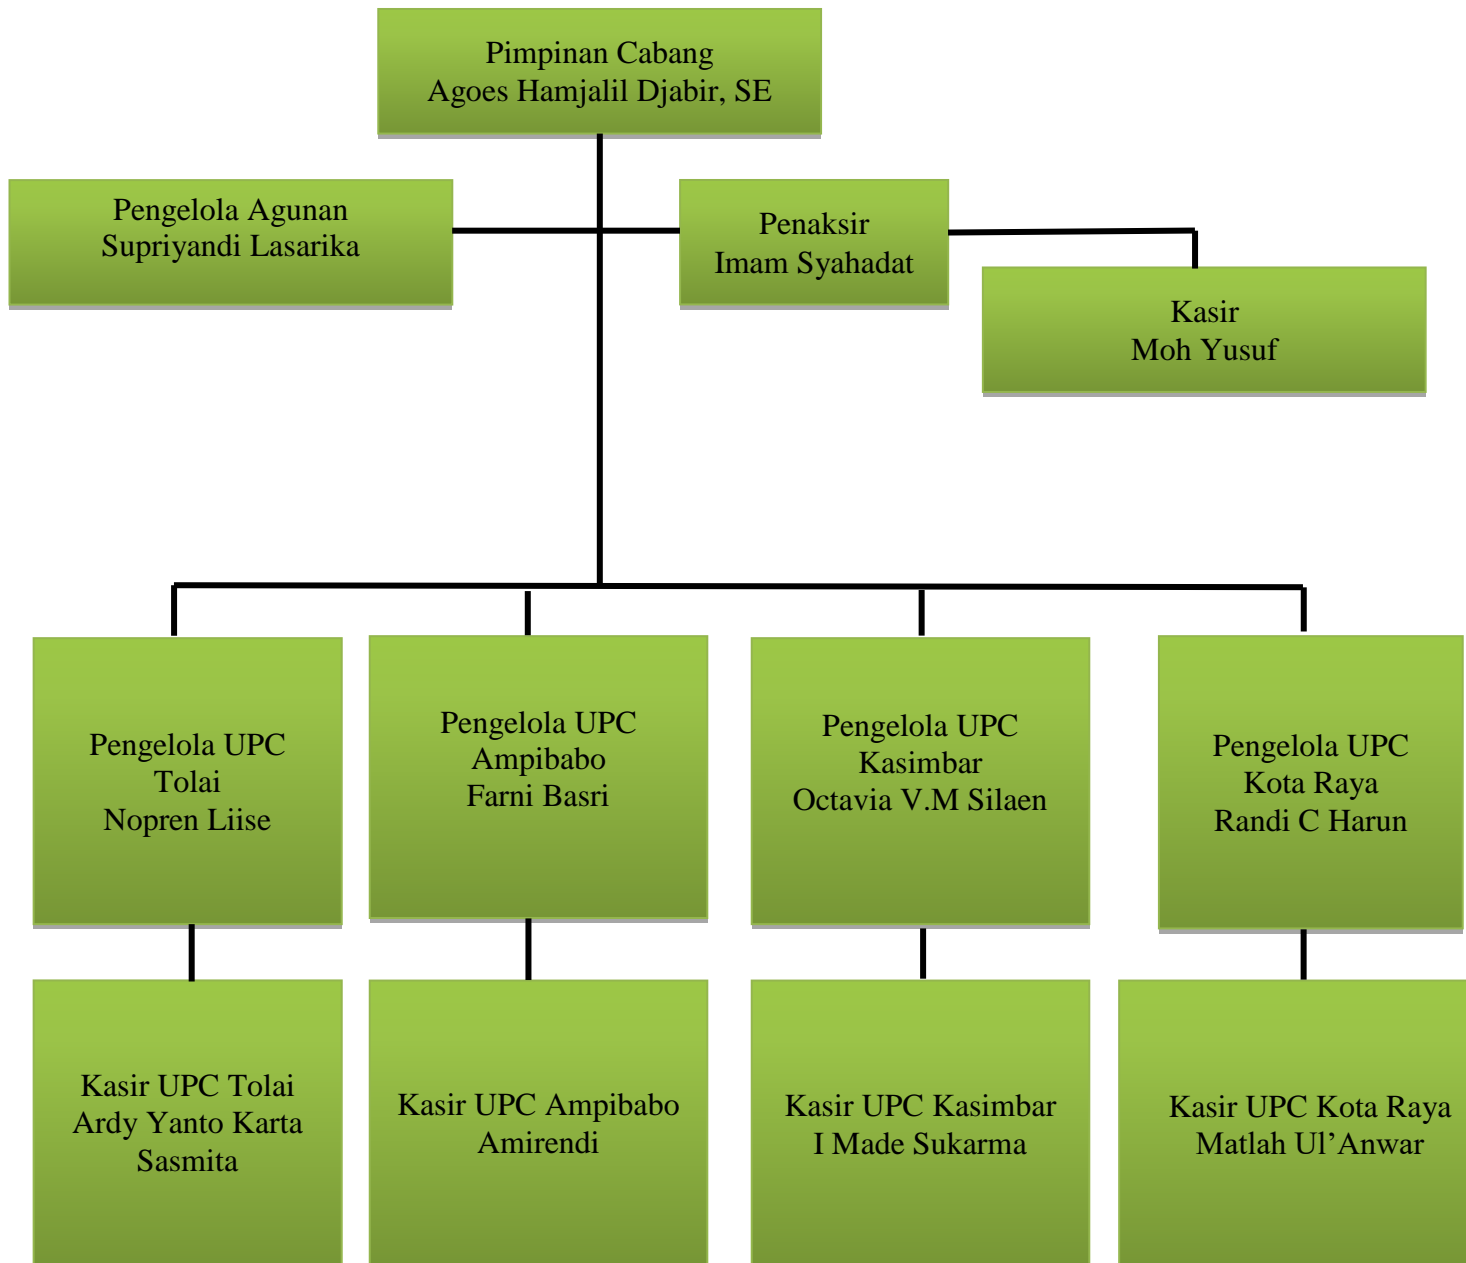 Pimpinan Cabang
Agoes Hamjalil Djabir, SE
Pengelola Agunan
Supriyandi Lasarika
Penaksir
Imam Syahadat
Kasir
Moh Yusuf
Pengelola UPC
Tolai
Nopren Liise
Pengelola UPC
Ampibabo
Farni Basri
Pengelola UPC
Kasimbar
Octavia V.M Silaen
Pengelola UPC
Kota Raya
Randi C Harun
Kasir UPC Tolai
Ardy Yanto Karta
Sasmita
Kasir UPC Ampibabo
Amirendi
Kasir UPC Kasimbar
I Made Sukarma
Kasir UPC Kota Raya
Matlah Ul’Anwar